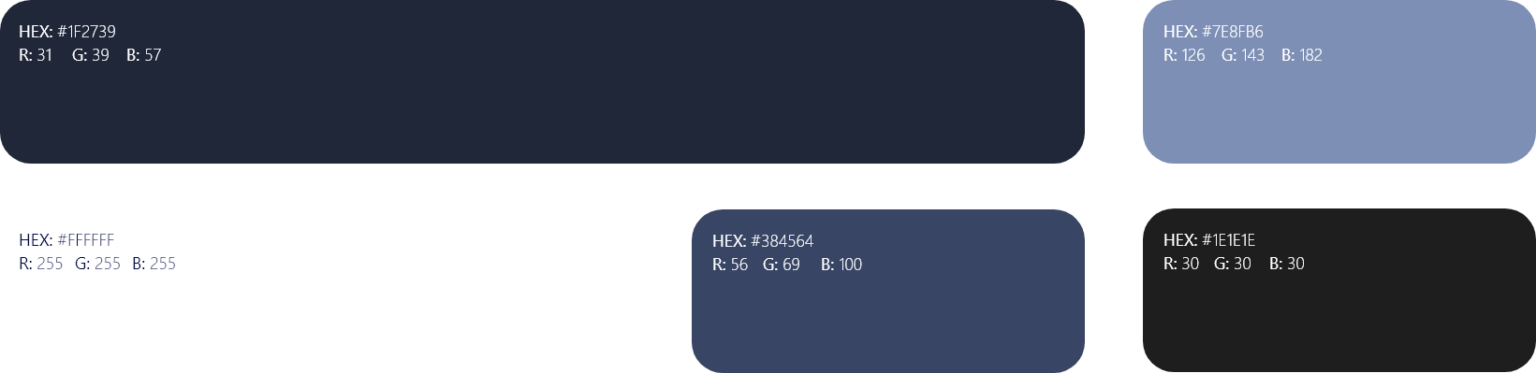 HEX: #1F2739
R: 31 G: 39 B: 57
HEX: #7E8FB6
R: 126 G: 143 B: 182
HEX: #FFFFFF
R: 255 G: 255 B: 255
HEX: #384564
R: 56 G: 69 B: 100
HEX: #1E1E1E
R: 30 G: 30 B: 30